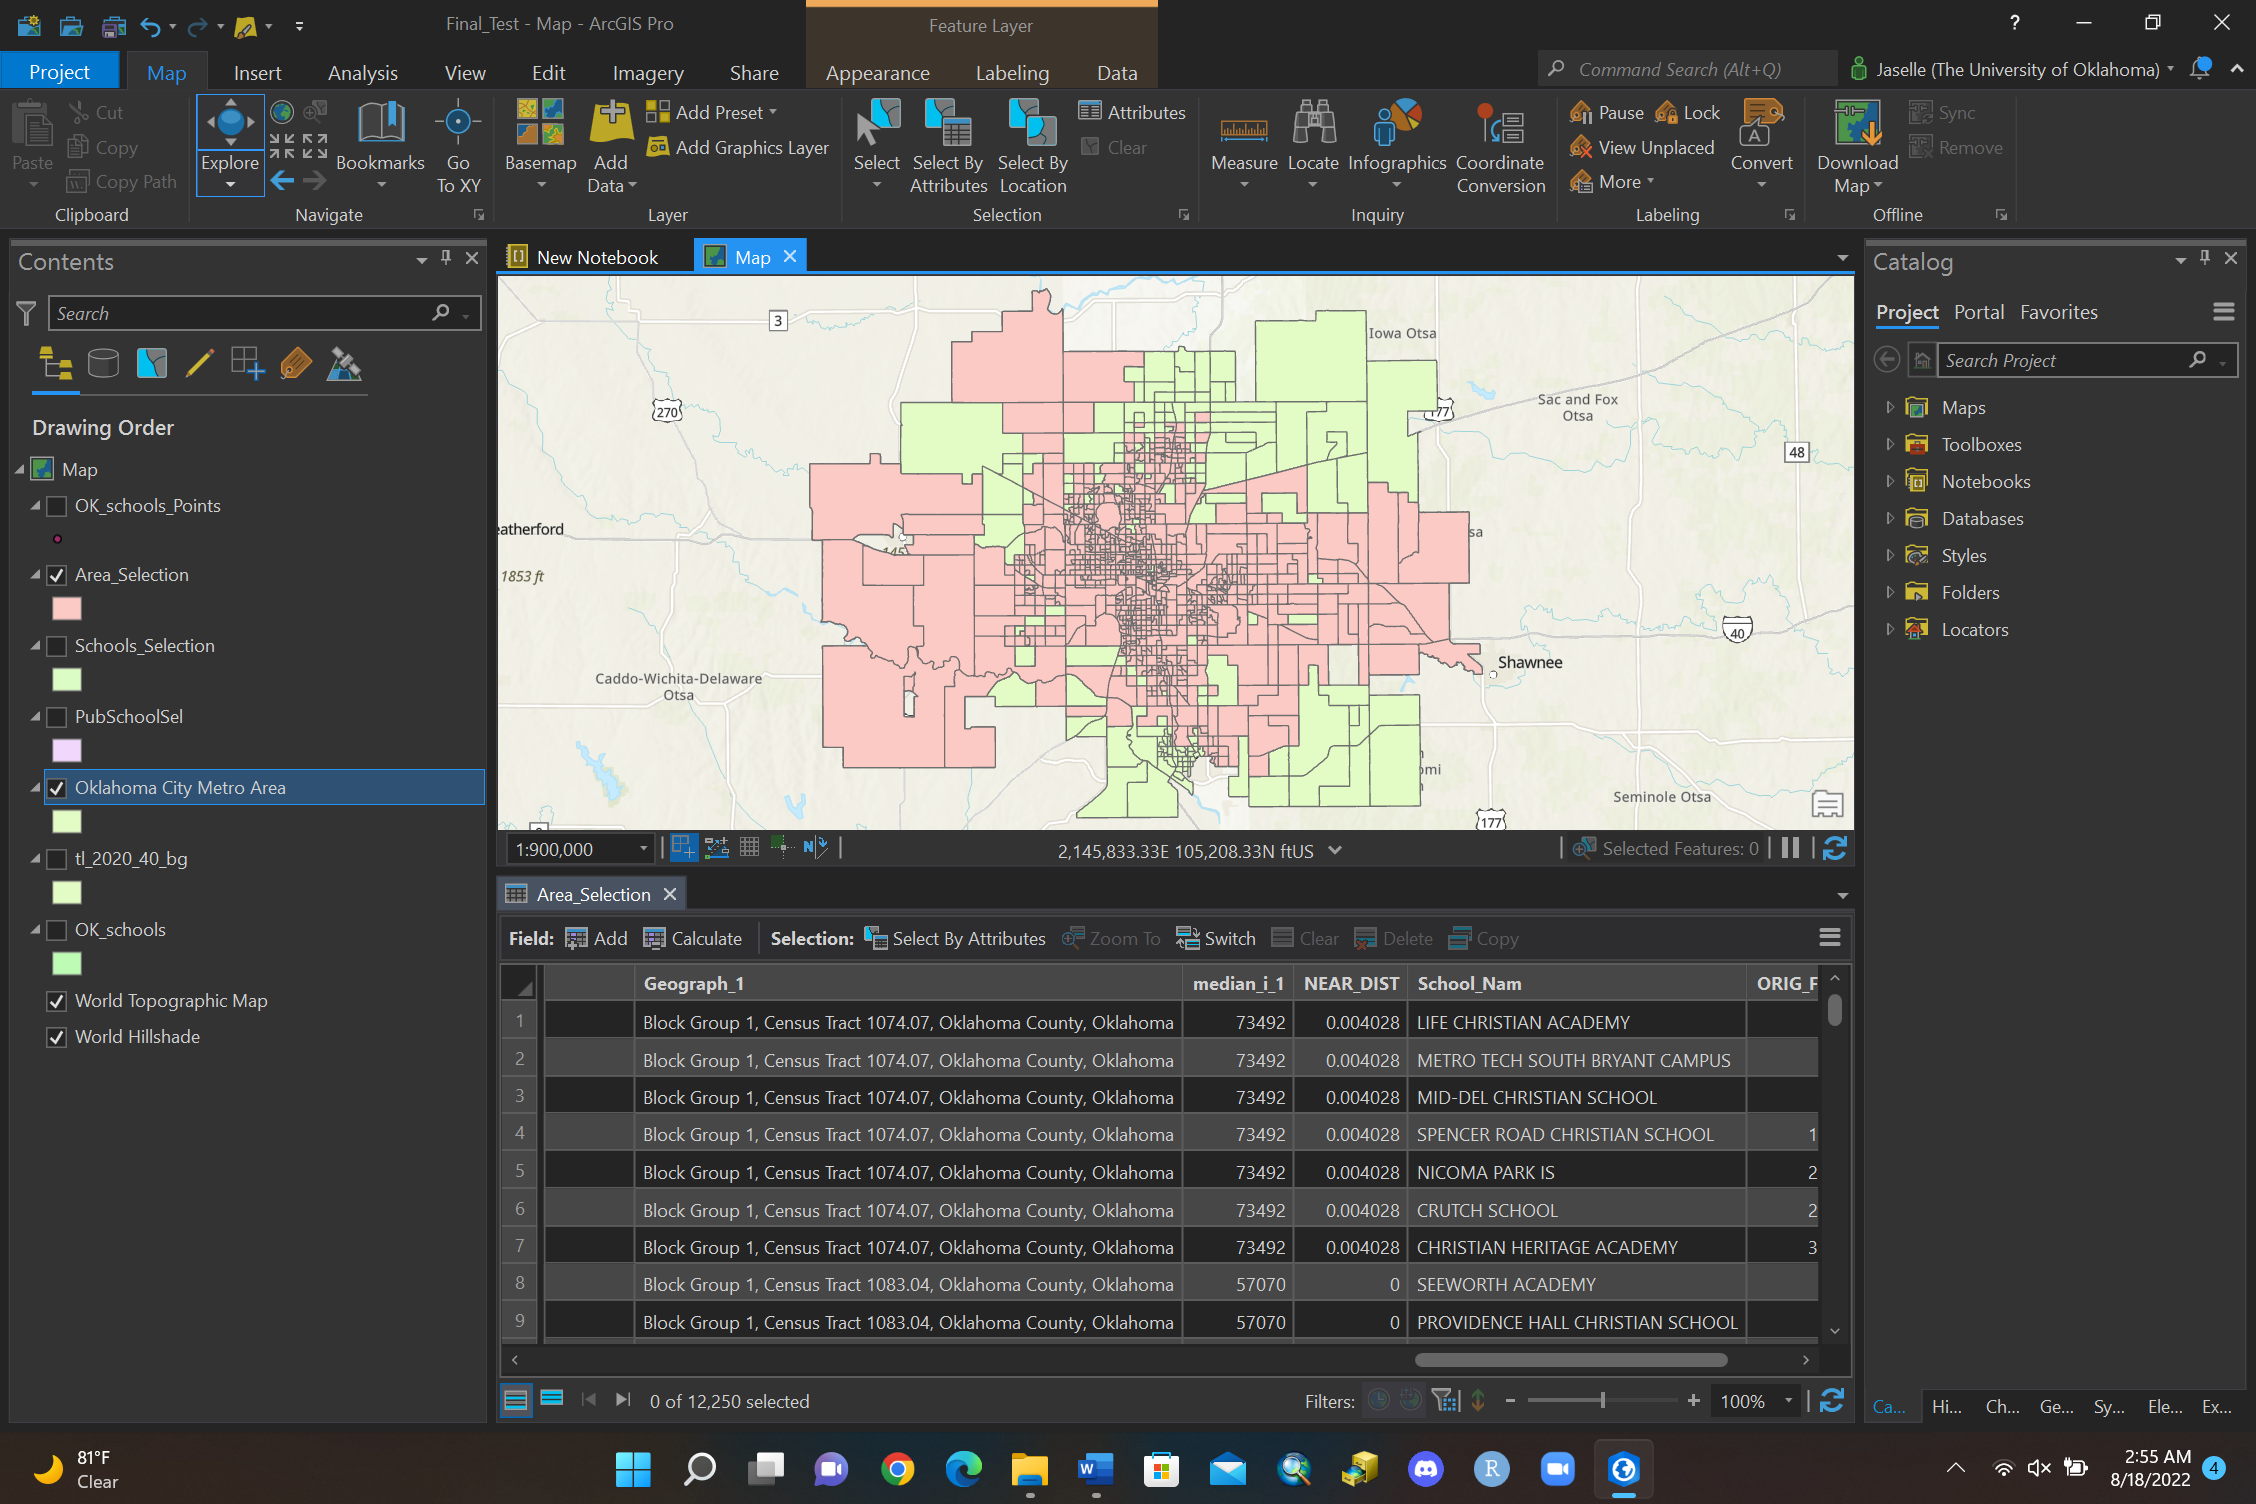 Final_Test - Map - ArcGIS Pro
Feature Layer
?
Project
Map
Insert
Analysis
View
Edit
Imagery
Share
Appearance
Labeling
Data
Command Search (Alt+Q)
Jaselle (The University of Oklahoma)
Paste
Cut
Copy
Copy Path
Clipboard
Explore
Bookmarks
Go To XY
Navigate
Basemap
Add Data
Add Preset
Add Graphics Layer
Layer
Select
Select By Attributes
Select By Location
Attributes
Clear
Selection
Measure
Locate
Infographics
Coordinate Conversion
Inquiry
Pause
Lock
View Unplaced
More
Convert
Labeling
Download Map
Sync
Remove
Offline
Contents
Search
Drawing Order
Map
OK_schools_Points
Area_Selection
Schools_Selection
PubSchoolSel
Oklahoma City Metro Area
tl_2020_40_bg
OK_schools
World Topographic Map
World Hillshade
New Notebook
Map
3
270
Iowa Otsa
177
Sac and Fox
Otsa
48
eatherford
1853 ft
sa
40
Shawnee
Caddo-Wichita-Delaware
Otsa
omi
Seminole Otsa
177
1:900,000
2,145,833.33E 105,208.33N ftUS
Selected Features: 0
Area_Selection
Field:
Add
Calculate
Selection:
Select By Attributes
Zoom To
Switch
Clear
Delete
Copy
Geograph_1 median_i_1 NEAR_DIST School_Nam ORIG_F
1 Block Group 1, Census Tract 1074.07, Oklahoma County, Oklahoma 73492 0.004028 LIFE CHRISTIAN ACADEMY
2 Block Group 1, Census Tract 1074.07, Oklahoma County, Oklahoma 73492 0.004028 METRO TECH SOUTH BRYANT CAMPUS
3 Block Group 1, Census Tract 1074.07, Oklahoma County, Oklahoma 73492 0.004028 MID-DEL CHRISTIAN SCHOOL
4 Block Group 1, Census Tract 1074.07, Oklahoma County, Oklahoma 73492 0.004028 SPENCER ROAD CHRISTIAN SCHOOL 1
5 Block Group 1, Census Tract 1074.07, Oklahoma County, Oklahoma 73492 0.004028 NICOMA PARK IS 2
6 Block Group 1, Census Tract 1074.07, Oklahoma County, Oklahoma 73492 0.004028 CRUTCH SCHOOL 2
7 Block Group 1, Census Tract 1074.07, Oklahoma County, Oklahoma 73492 0.004028 CHRISTIAN HERITAGE ACADEMY 3
8 Block Group 1, Census Tract 1083.04, Oklahoma County, Oklahoma 57070 0 SEEWORTH ACADEMY
9 Block Group 1, Census Tract 1083.04, Oklahoma County, Oklahoma 57070 0 PROVIDENCE HALL CHRISTIAN SCHOOL
0 of 12,250 selected
Filters:
100%
Catalog
Project
Portal
Favorites
Search Project
Maps
Toolboxes
Notebooks
Databases
Styles
Folders
Locators
Ca...
Hi...
Ch...
Ge...
Sy...
Ele...
Ex...
81°F
Clear
2:55 AM
8/18/2022
4